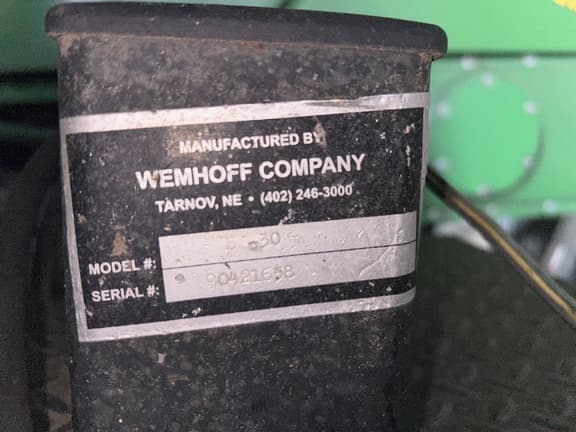 MANUFACTURED BY
WEMHOFF COMPANY
TARNOV, NE • (402) 246-3000
MODEL #:
SERIAL #: 90421658